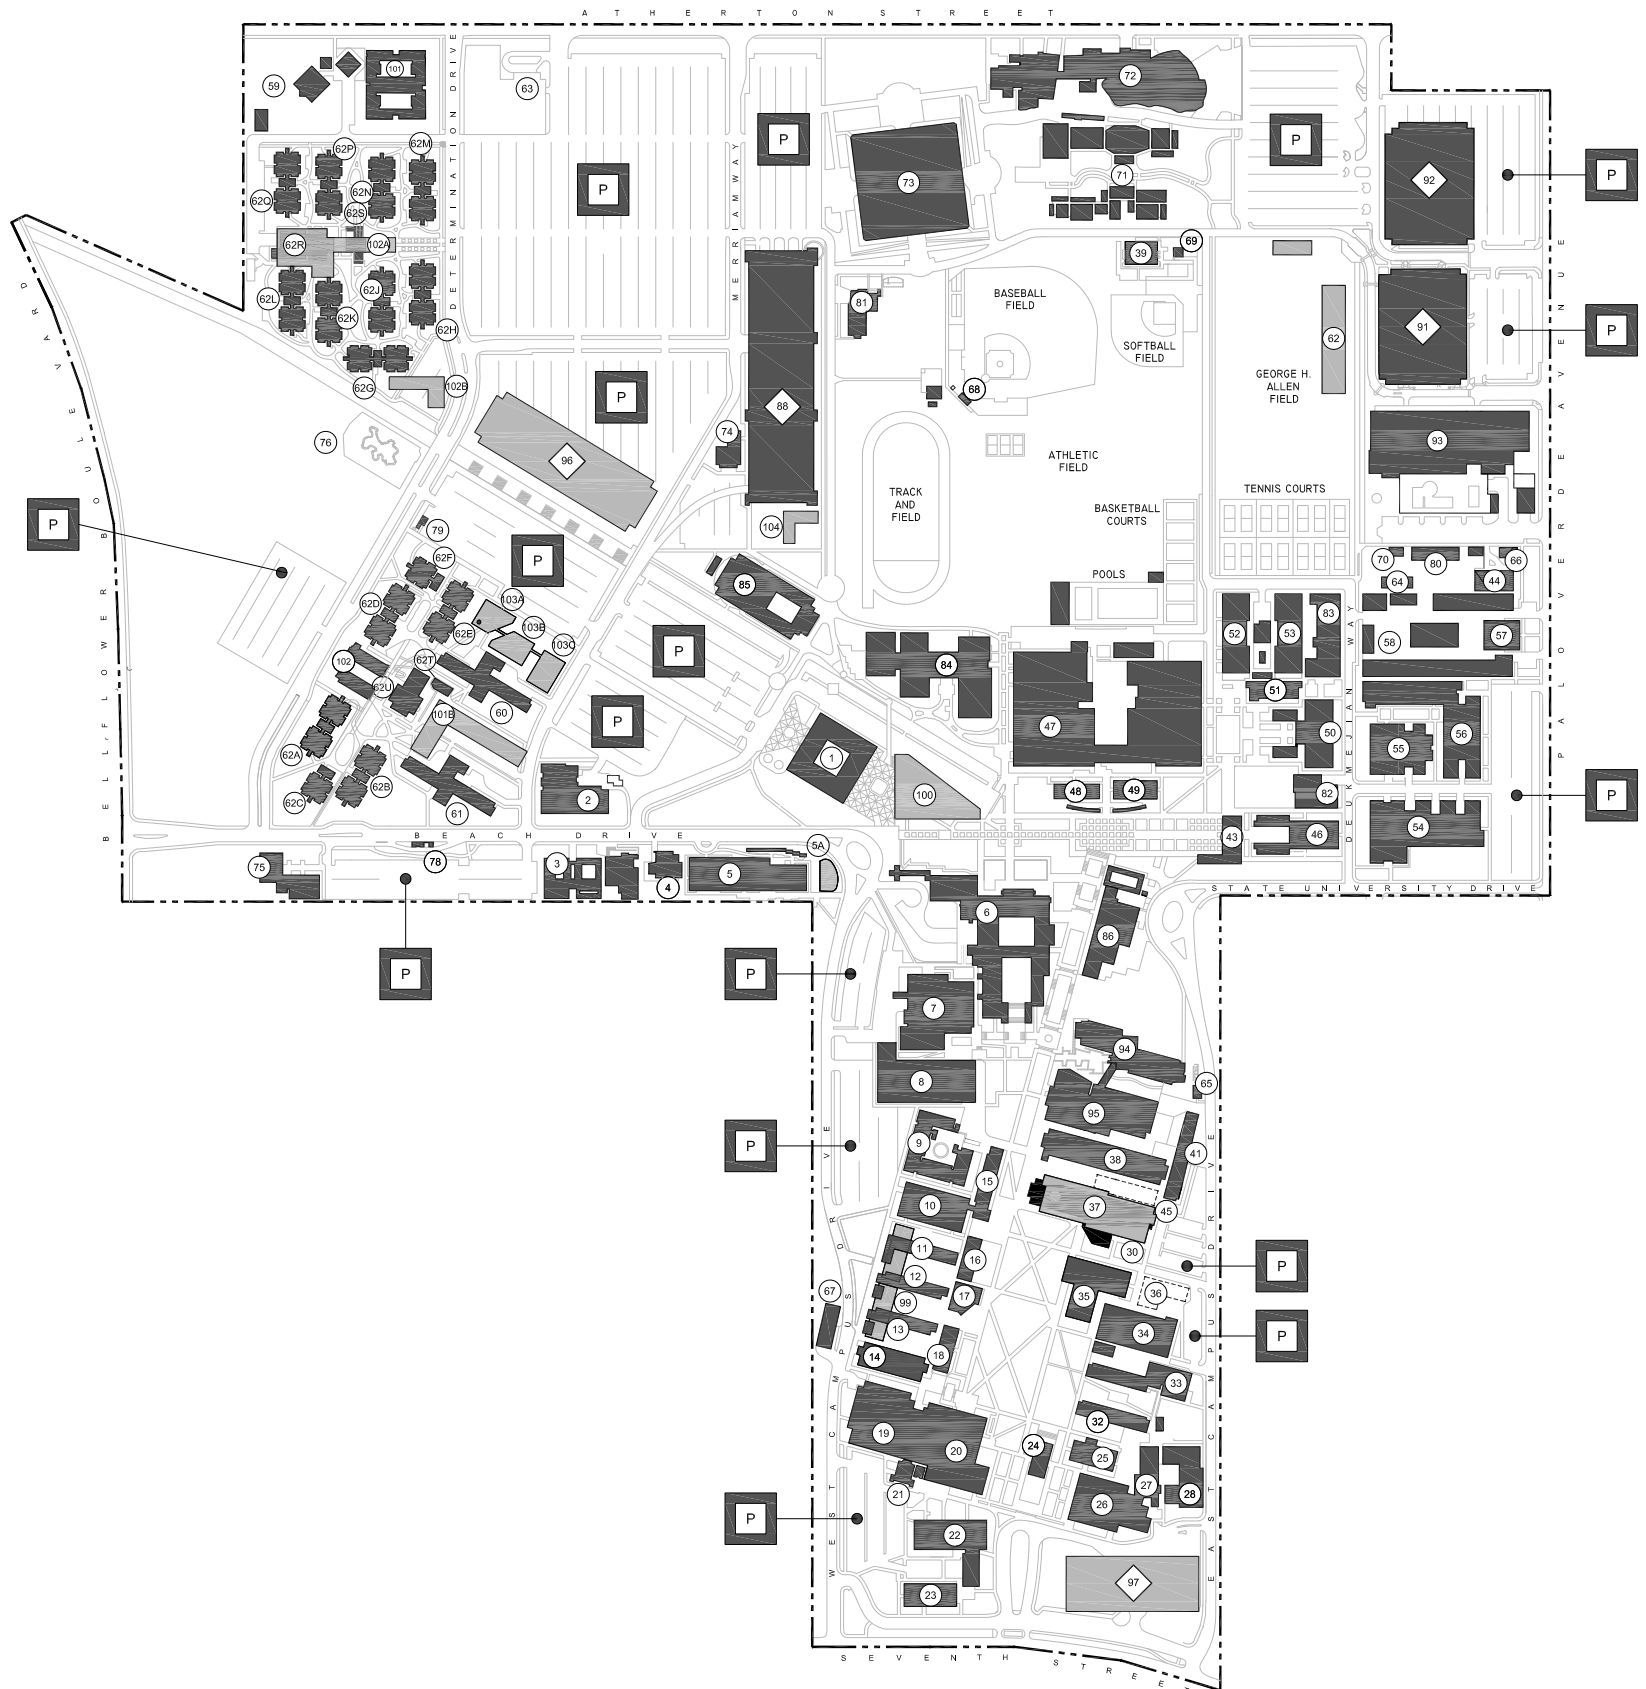 ATHERTON STREET
DETERMINATION DRIVE
MERRIAM WAY
PALO VERDE AVENUE
BELLFLOWER BOULEVARD
59
101
63
72
P
P
P
92
P
62P
62M
73
71
62Q
62N
62S
62R
102A
39
69
62L
62J
62K
62H
81
BASEBALL
FIELD
SOFTBALL
FIELD
62
91
P
62G
102B
68
GEORGE H.
ALLEN
FIELD
P
88
76
96
74
93
ATHLETIC
FIELD
TRACK
AND
FIELD
BASKETBALL
COURTS
TENNIS COURTS
P
79
104
P
62F
85
POOLS
70
80
66
64
44
62D
103A
103B
103C
62E
52
53
83
58
57
DEUKMEJIAN WAY
102
62T
62U
P
84
51
60
101B
P
47
50
55
56
62A
1
62B
62C
61
2
100
48
49
82
P
BEACH DRIVE
43
46
54
75
78
3
4
5
5A
STATE UNIVERSITY DRIVE
6
86
P
P
7
94
8
65
95
P
9
38
41
15
10
37
45
11
30
16
12
P
36
67
99
17
35
13
34
P
14
18
33
32
19
20
24
25
27
21
26
28
P
22
97
23
WEST CAMPUS DRIVE
EAST CAMPUS DRIVE
SEVENTH STREET